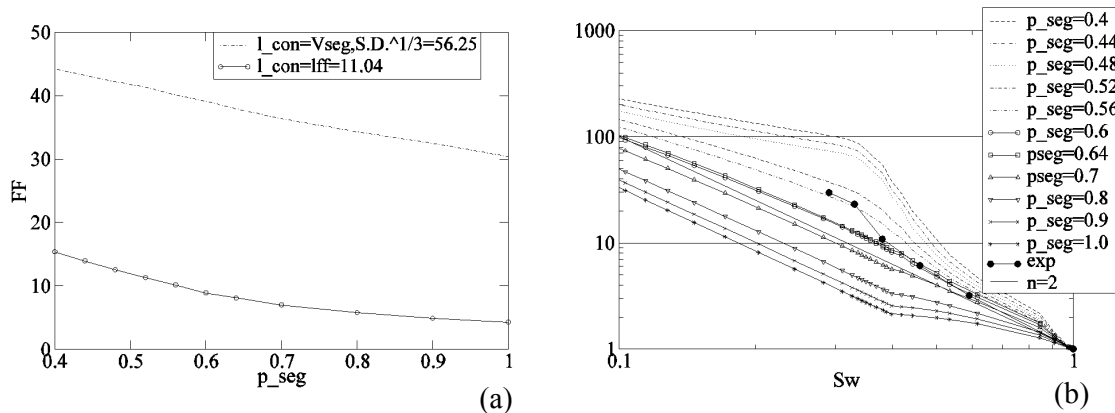 50
40
30
20
10
0
FF
l_con=Vseg,S.D.^1/3=56.25
l_con=lff=11.04
0.4 0.5 0.6 0.7 0.8 0.9 1
p_seg
(a)
1000
100
10
1
p_seg=0.4
p_seg=0.44
p_seg=0.48
p_seg=0.52
p_seg=0.56
p_seg=0.6
pseg=0.64
pseg=0.7
p_seg=0.8
p_seg=0.9
p_seg=1.0
exp
n=2
0.1 1
Sw
(b)